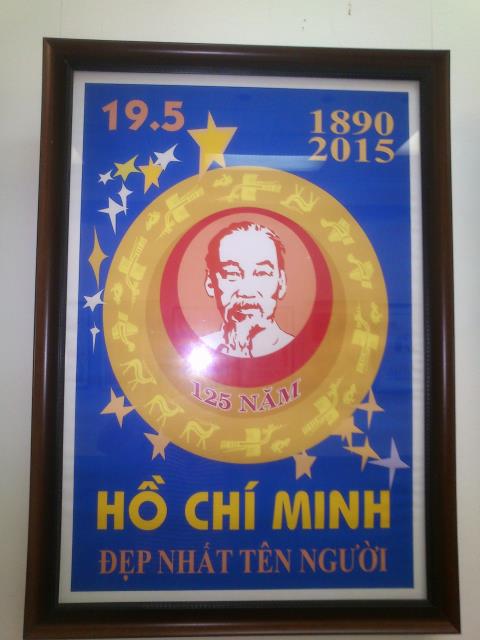 19.5
1890
2015
125 NĂM
HỒ CHÍ MINH
ĐẸP NHẤT TÊN NGƯỜI